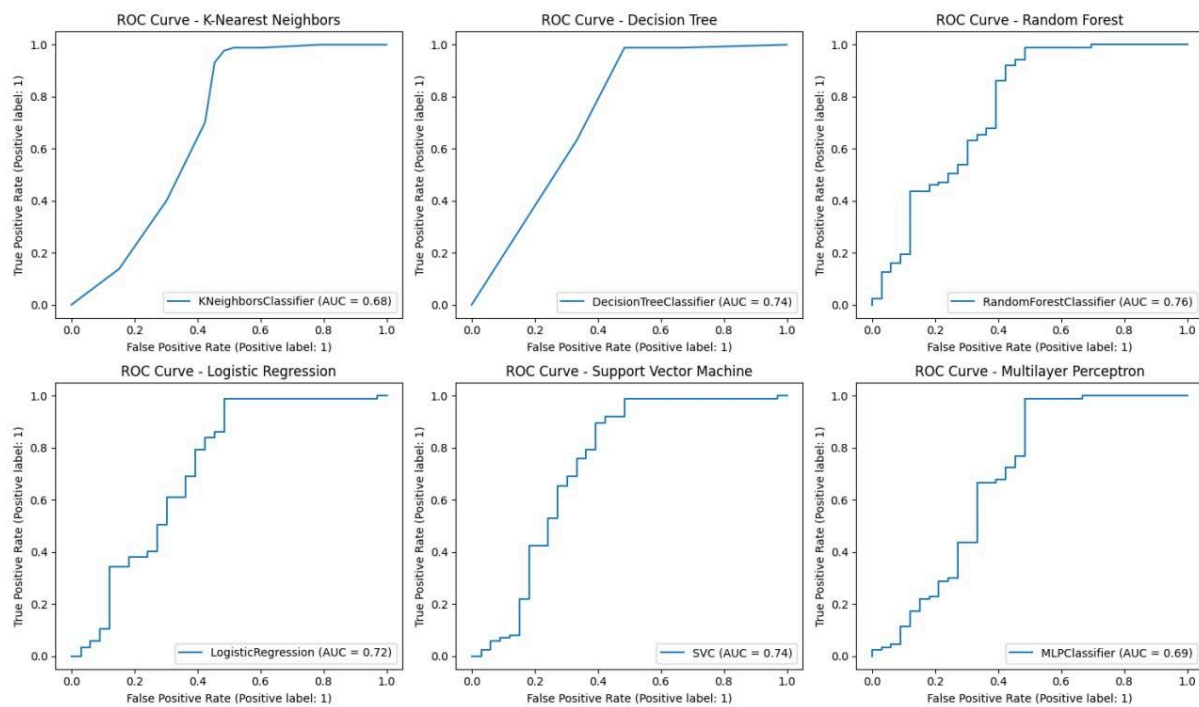 ROC Curve - K-Nearest Neighbors
True Positive Rate (Positive label: 1)
1.0
0.8
0.6
0.4
0.2
0.0
KNeighborsClassifier (AUC = 0.68)
0.0 0.2 0.4 0.6 0.8 1.0
False Positive Rate (Positive label: 1)
ROC Curve - Decision Tree
True Positive Rate (Positive label: 1)
1.0
0.8
0.6
0.4
0.2
0.0
DecisionTreeClassifier (AUC = 0.74)
0.0 0.2 0.4 0.6 0.8 1.0
False Positive Rate (Positive label: 1)
ROC Curve - Random Forest
True Positive Rate (Positive label: 1)
1.0
0.8
0.6
0.4
0.2
0.0
RandomForestClassifier (AUC = 0.76)
0.0 0.2 0.4 0.6 0.8 1.0
False Positive Rate (Positive label: 1)
ROC Curve - Logistic Regression
True Positive Rate (Positive label: 1)
1.0
0.8
0.6
0.4
0.2
0.0
LogisticRegression (AUC = 0.72)
0.0 0.2 0.4 0.6 0.8 1.0
False Positive Rate (Positive label: 1)
ROC Curve - Support Vector Machine
True Positive Rate (Positive label: 1)
1.0
0.8
0.6
0.4
0.2
0.0
SVC (AUC = 0.74)
0.0 0.2 0.4 0.6 0.8 1.0
False Positive Rate (Positive label: 1)
ROC Curve - Multilayer Perceptron
True Positive Rate (Positive label: 1)
1.0
0.8
0.6
0.4
0.2
0.0
MLPClassifier (AUC = 0.69)
0.0 0.2 0.4 0.6 0.8 1.0
False Positive Rate (Positive label: 1)